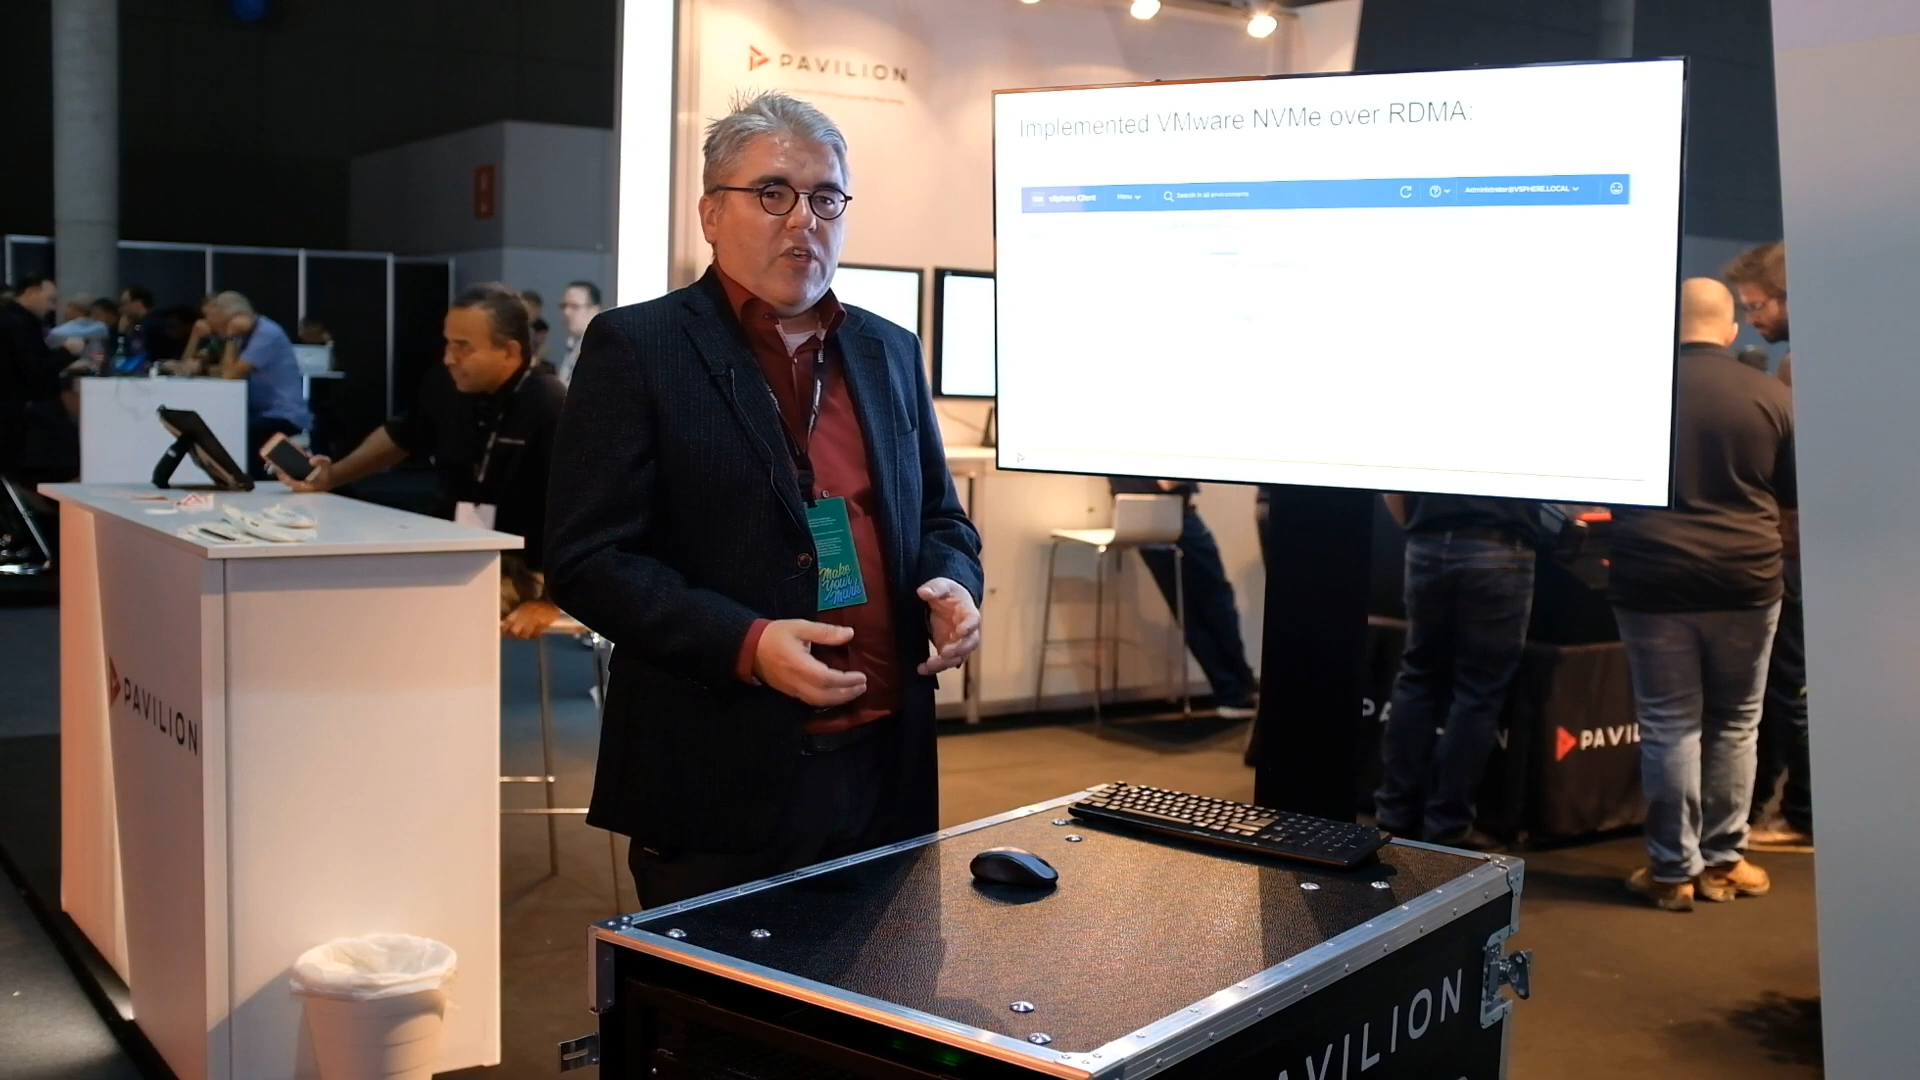 PAVILION
Implemented VMware NVMe over RDMA:
vSphere Client
Menu
Search in all environments
Administrator@VSPHERE.LOCAL
Make
Your
Mark
PAVILION
PA
N
PAVIL
AVILION